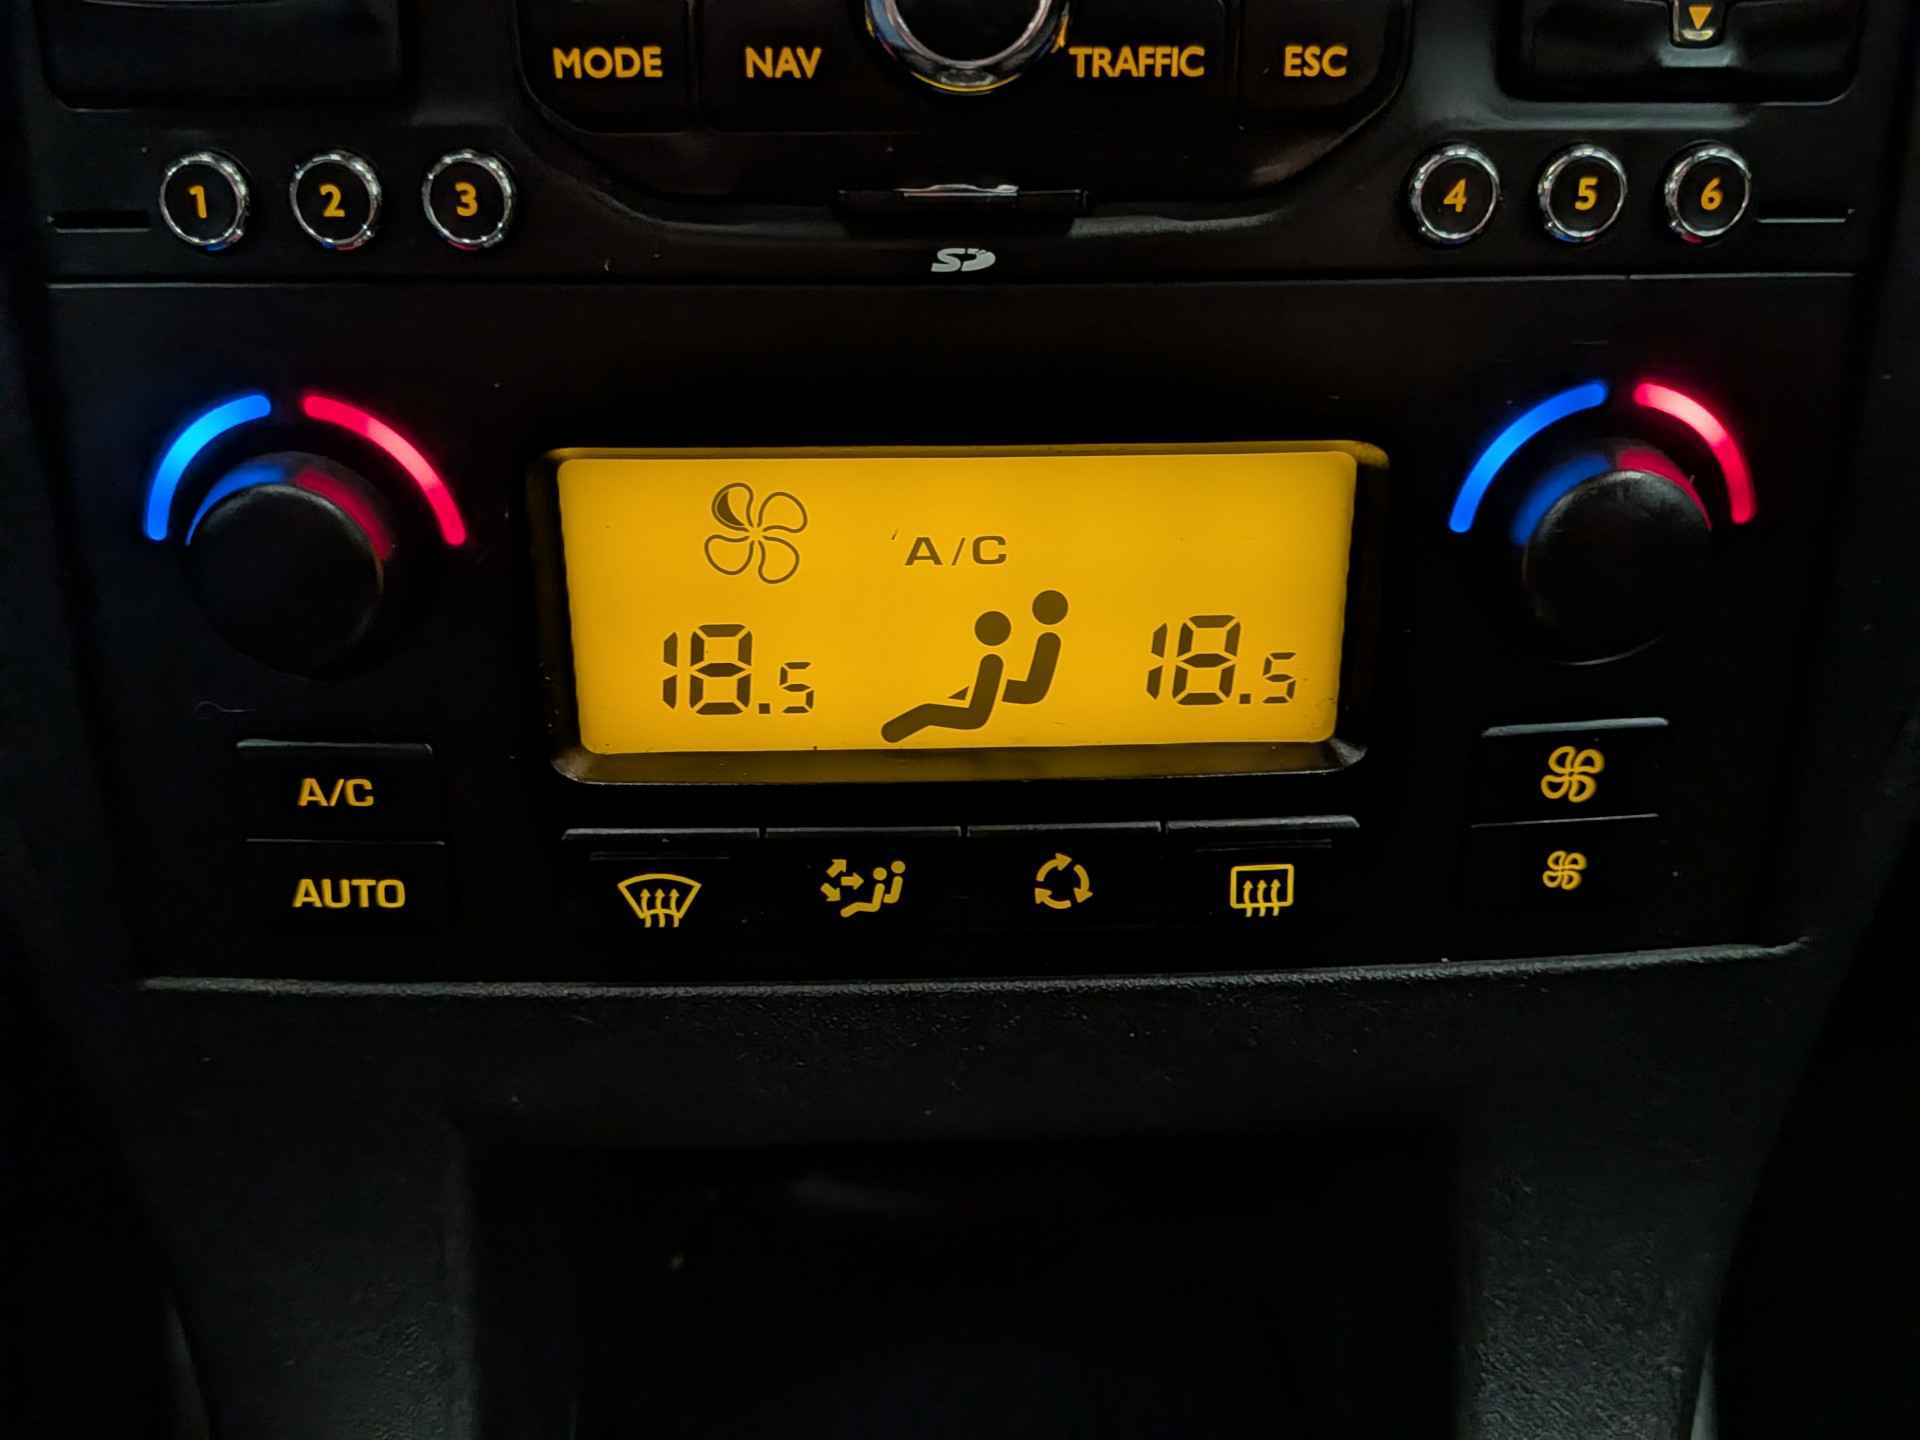 MODE NAV TRAFFIC ESC
1 2 3 4 5 6
SD
A/C
18.5 18.5
A/C
AUTO